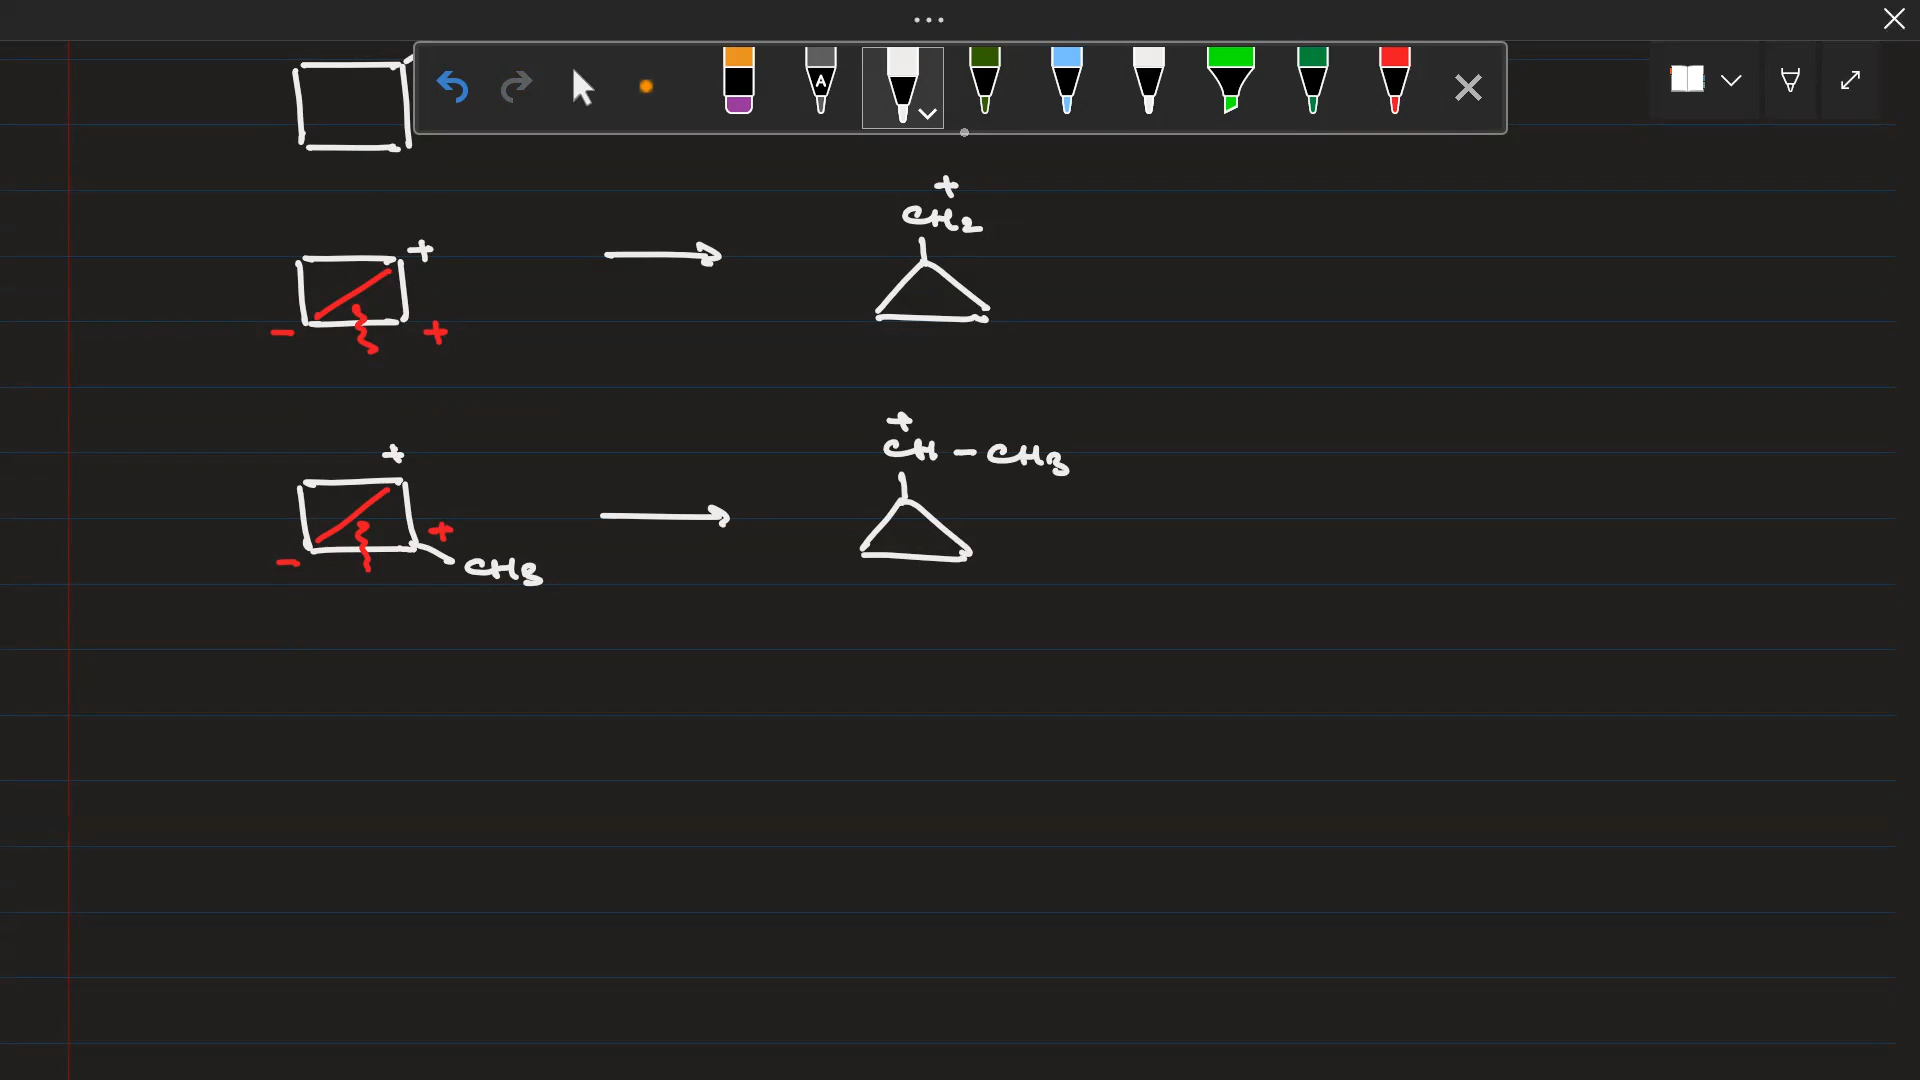 +
CH2
+
-
+
+
CH - CH3
+
+
-
CH3
A